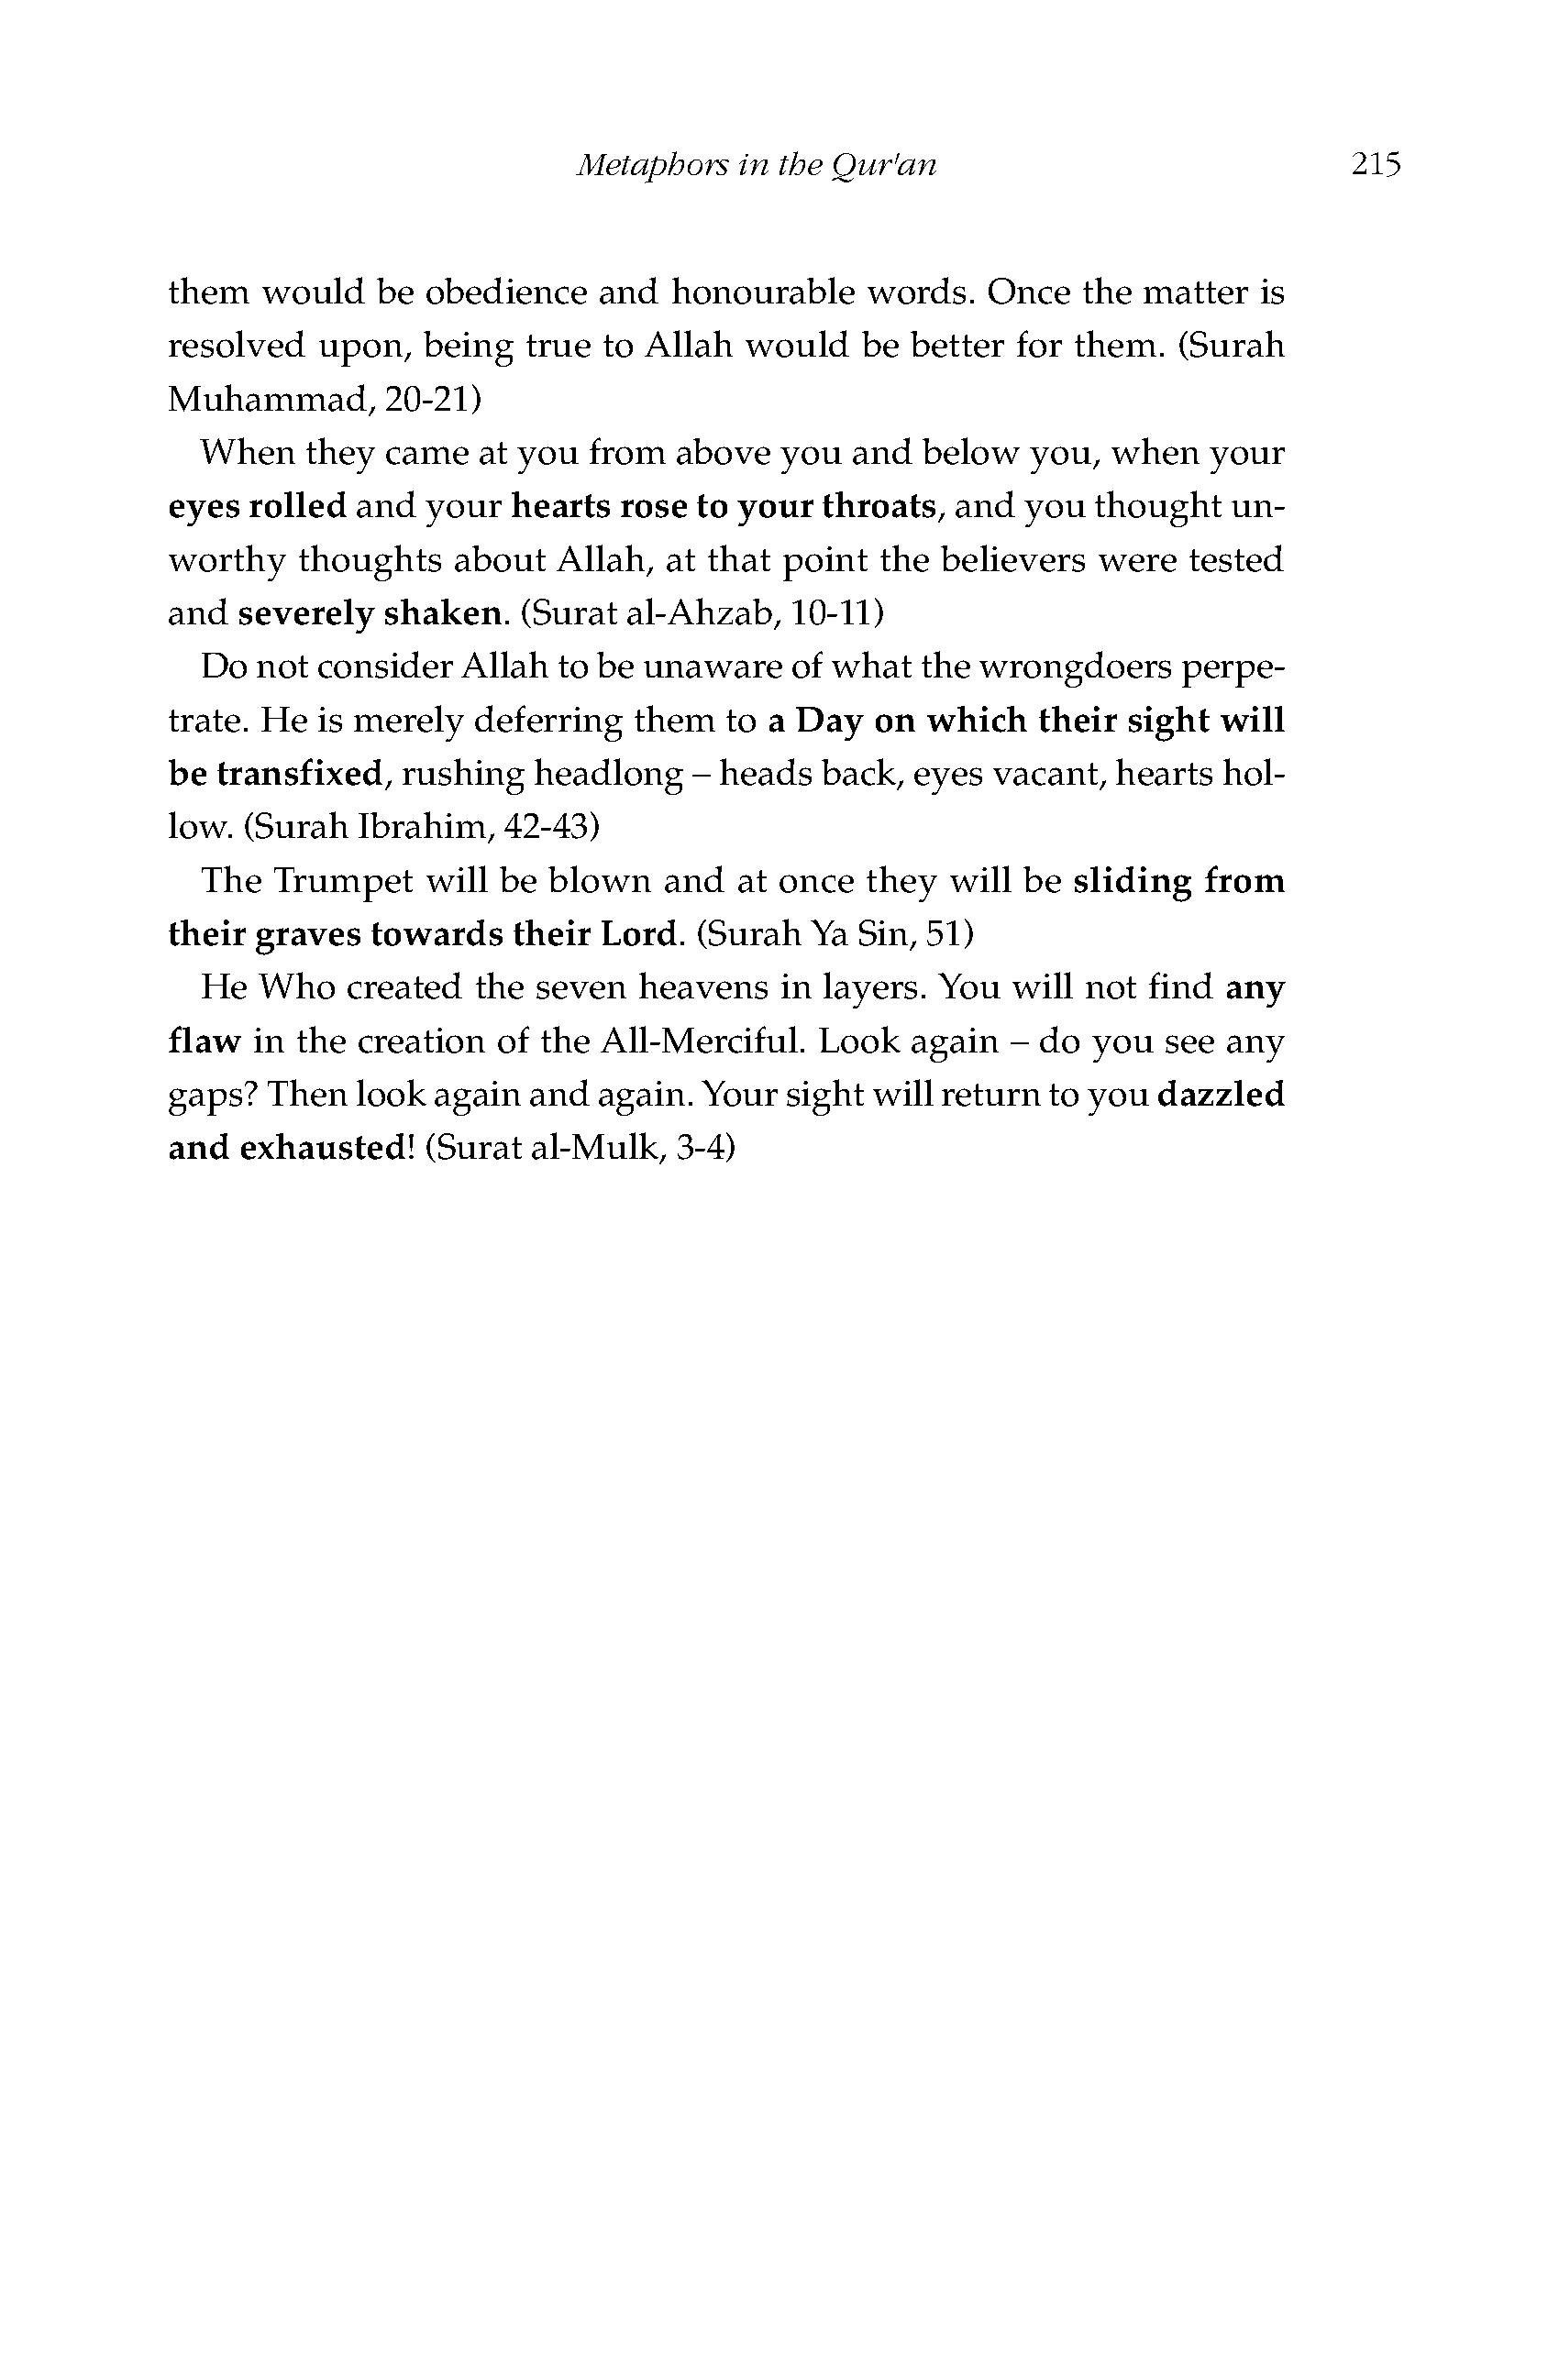 Metaphors in the Qur'an 215
them would be obedience and honourable words. Once the matter is
resolved upon, being true to Allah would be better for them. (Surah
Muhammad, 20-21)
When they came at you from above you and below you, when your
eyes rolled and your hearts rose to your throats, and you thought un-
worthy thoughts about Allah, at that point the believers were tested
and severely shaken. (Surat al-Ahzab, 10-11)
Do not consider Allah to be unaware of what the wrongdoers perpe-
trate. He is merely deferring them to a Day on which their sight will
be transfixed, rushing headlong – heads back, eyes vacant, hearts hol-
low. (Surah Ibrahim, 42-43)
The Trumpet will be blown and at once they will be sliding from
their graves towards their Lord. (Surah Ya Sin, 51)
He Who created the seven heavens in layers. You will not find any
flaw in the creation of the All-Merciful. Look again – do you see any
gaps? Then look again and again. Your sight will return to you dazzled
and exhausted! (Surat al-Mulk, 3-4)